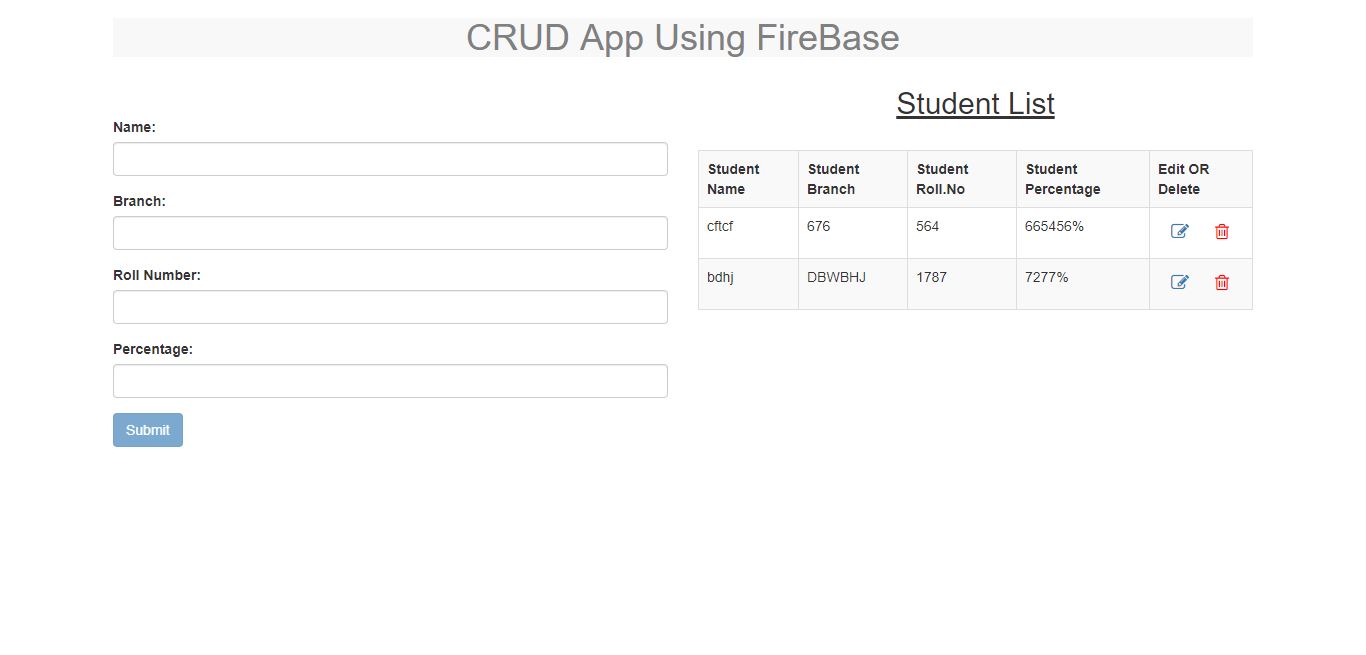 CRUD App Using FireBase
Name:
Branch:
Roll Number:
Percentage:
Submit
Student List
Student Name Student Branch Student Roll.No Student Percentage Edit OR Delete
cftcf 676 564 665456%
bdhj DBWBHJ 1787 7277%